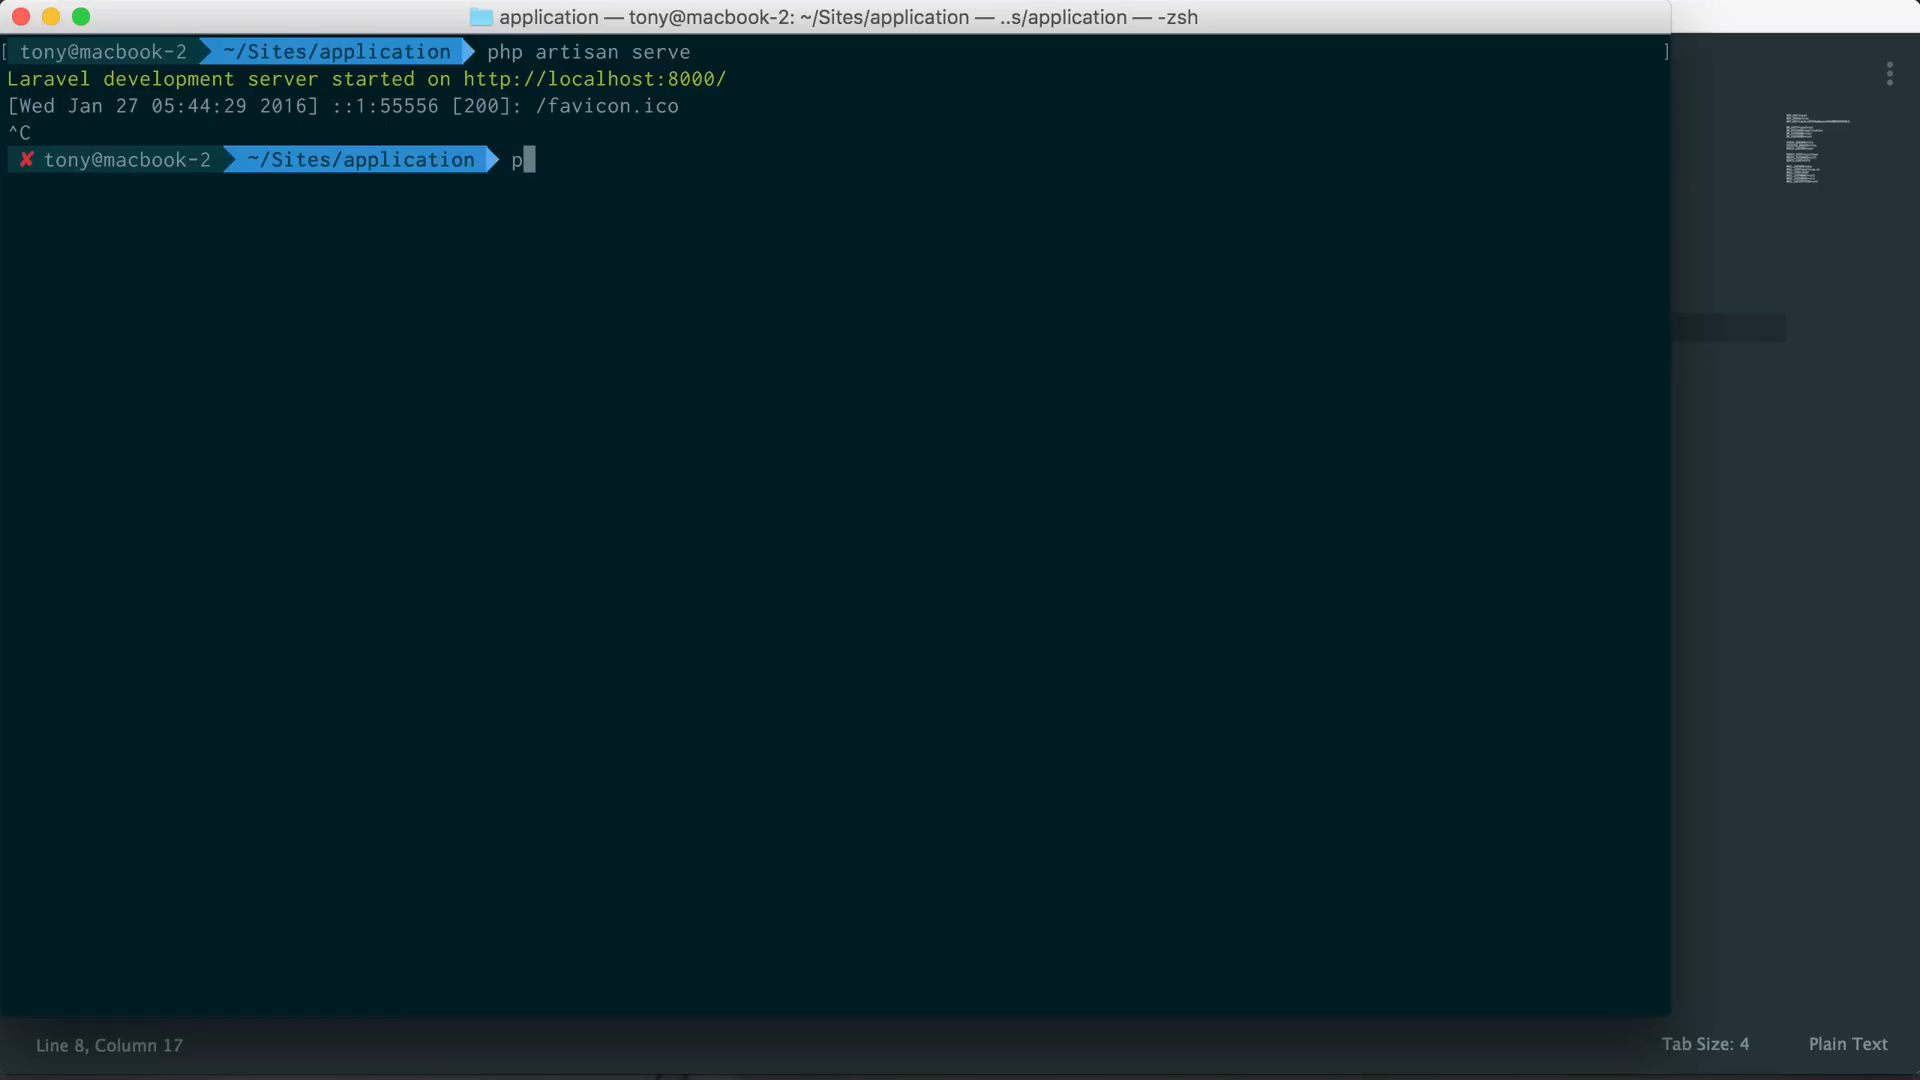 application — tony@macbook-2: ~/Sites/application — ..s/application — -zsh
[ tony@macbook-2 ~/Sites/application php artisan serve ]
Laravel development server started on http://localhost:8000/
[Wed Jan 27 05:44:29 2016] ::1:55556 [200]: /favicon.ico
^C
✘ tony@macbook-2 ~/Sites/application p
Line 8, Column 17
Tab Size: 4
Plain Text